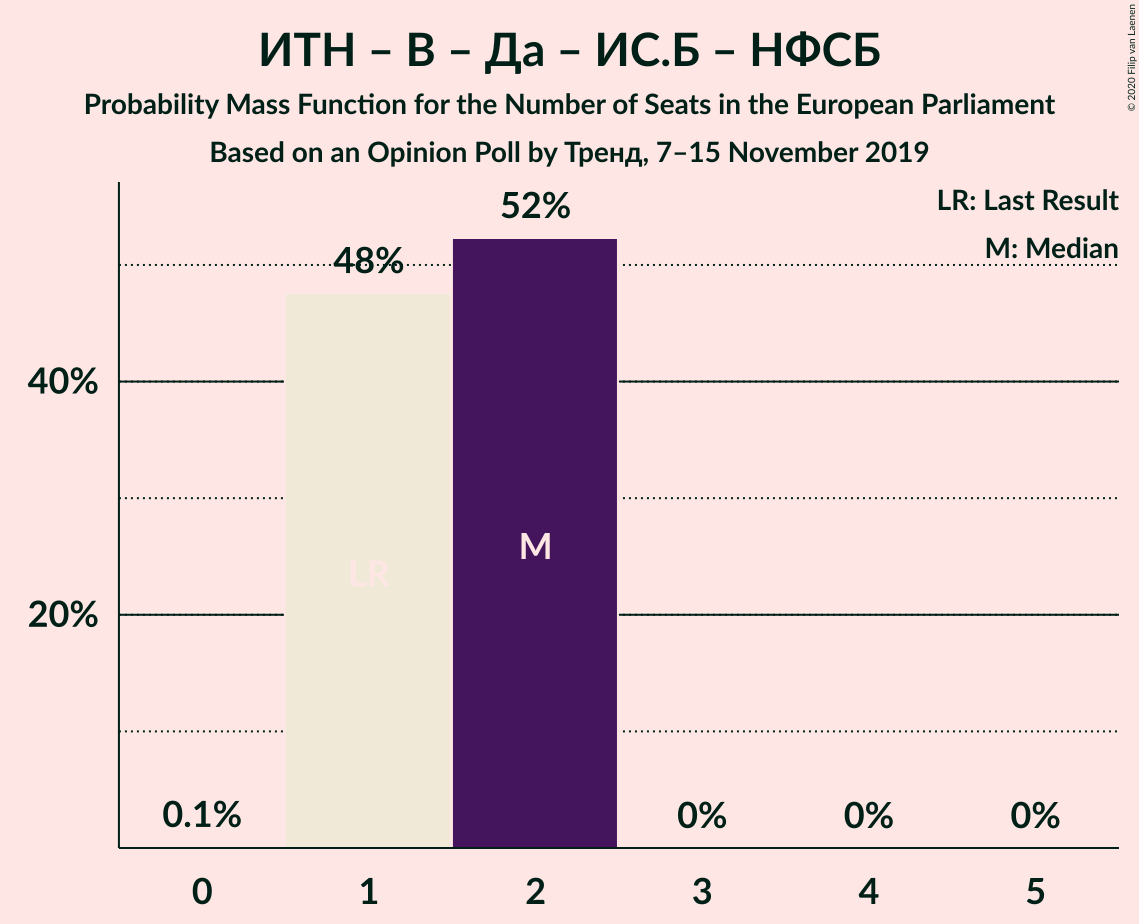 ИТН – В – Да – ИС.Б – НФСБ
Probability Mass Function for the Number of Seats in the European Parliament
Based on an Opinion Poll by Тренд, 7–15 November 2019
© 2020 Filip van Laenen
LR: Last Result
M: Median
52%
48%
40%
20%
LR
M
0.1%
0%
0%
0%
0
1
2
3
4
5